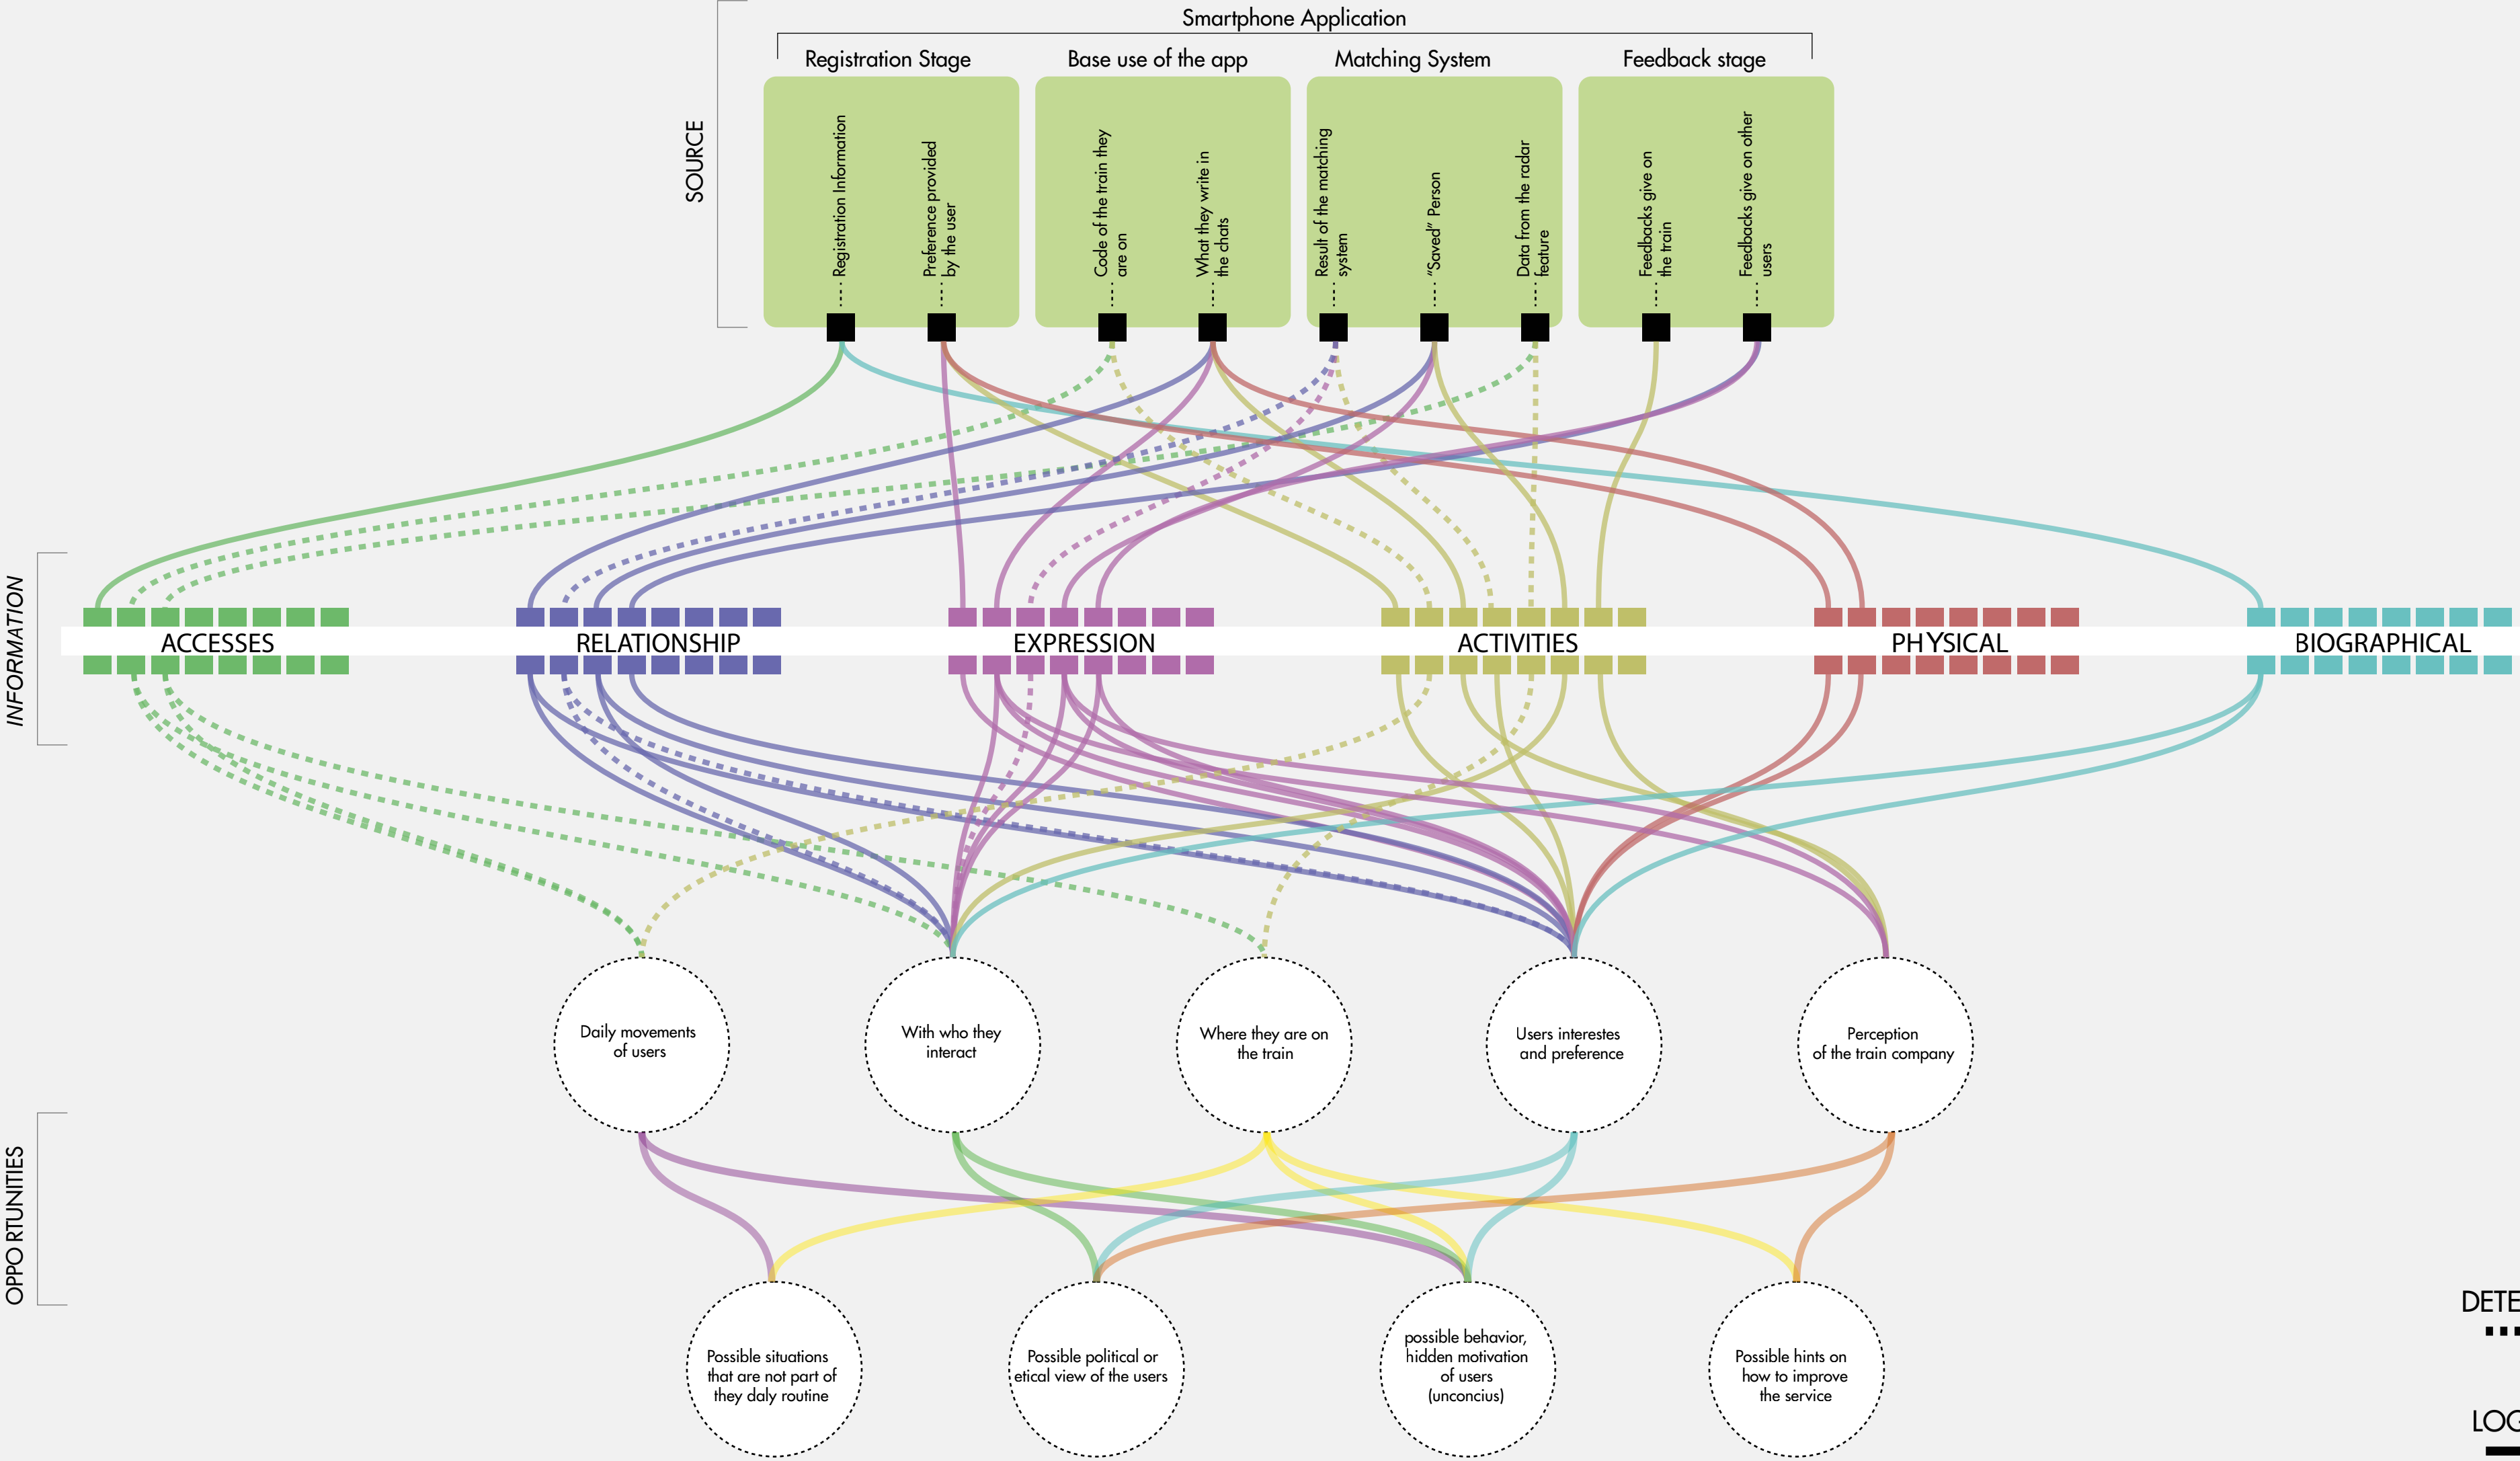 Smartphone Application
Registration Stage
Base use of the app
Matching System
Feedback stage
SOURCE
Registration Information
Preference provided
by the user
Code of the train they
are on
What they write in
the chats
Result of the matching
system
“Saved” Person
Data from the radar
feature
Feedbacks give on
the train
Feedbacks give on other
users
INFORMATION
ACCESSES
RELATIONSHIP
EXPRESSION
ACTIVITIES
PHYSICAL
BIOGRAPHICAL
Daily movements
of users
With who they
interact
Where they are on
the train
Users interestes
and preference
Perception
of the train company
OPPORTUNITIES
Possible situations
that are not part of
they daly routine
Possible political or
etical view of the users
possible behavior,
hidden motivation
of users
(unconcius)
Possible hints on
how to improve
the service
DETE
LOG